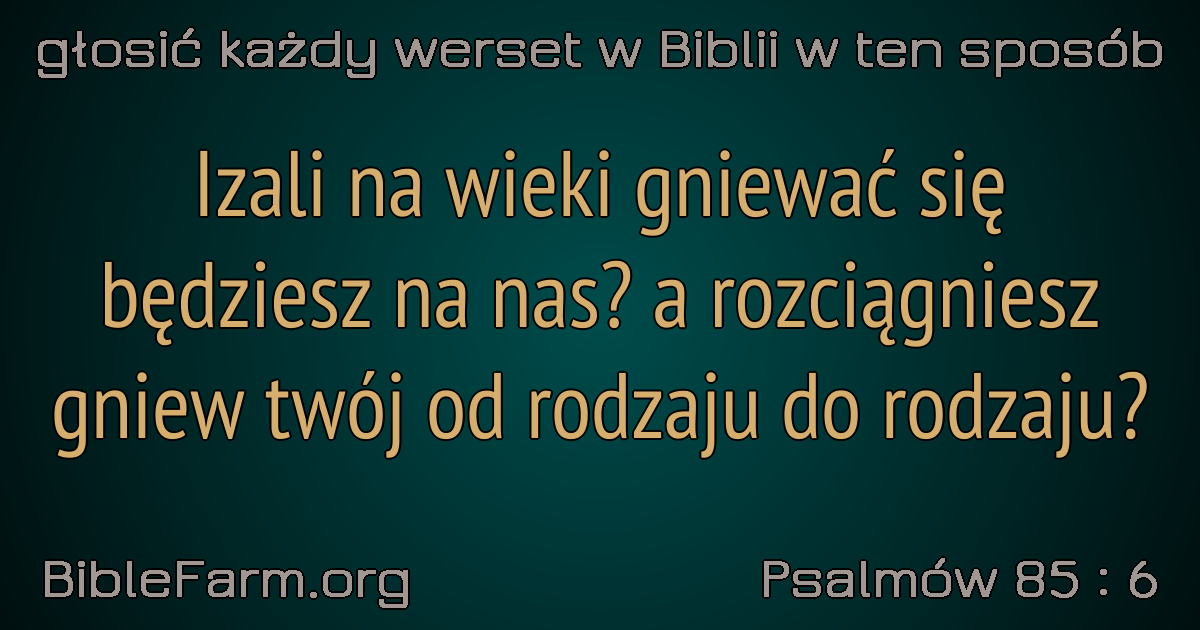 głosić każdy werset w Biblii w ten sposób
Izali na wieki gniewać się
będziesz na nas? a rozciągniesz
gniew twój od rodzaju do rodzaju?
BibleFarm.org
Psalmów 85 : 6